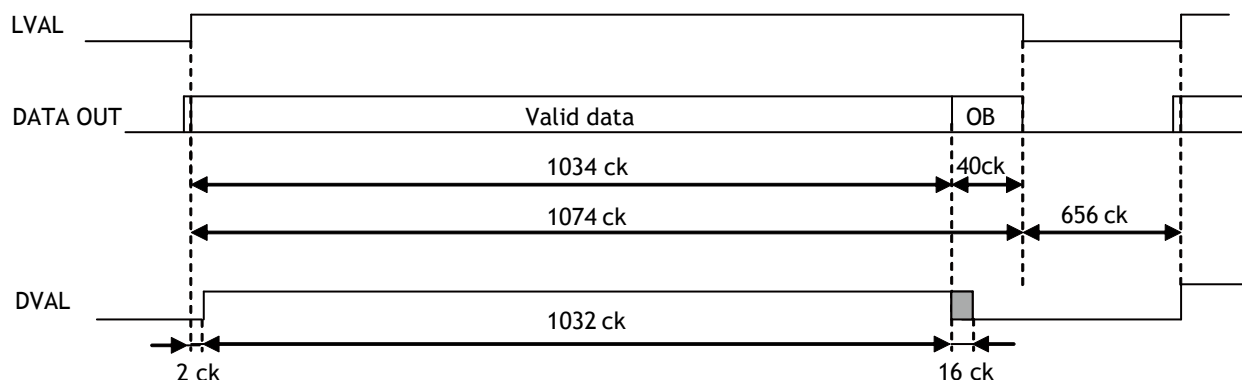 LVAL
DATA OUT
Valid data
OB
1034 ck
40ck
1074 ck
656 ck
DVAL
1032 ck
2 ck
16 ck